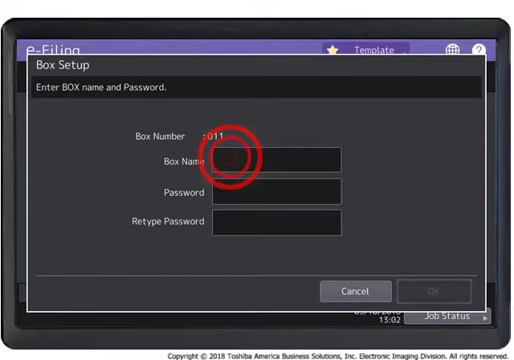 e-Filing
Template
?
Box Setup
Enter BOX name and Password.
Box Number :011
Box Name
Password
Retype Password
Cancel
OK
13:02
Job Status
Copyright © 2018 Toshiba America Business Solutions, Inc. Electronic Imaging Division. All rights reserved.